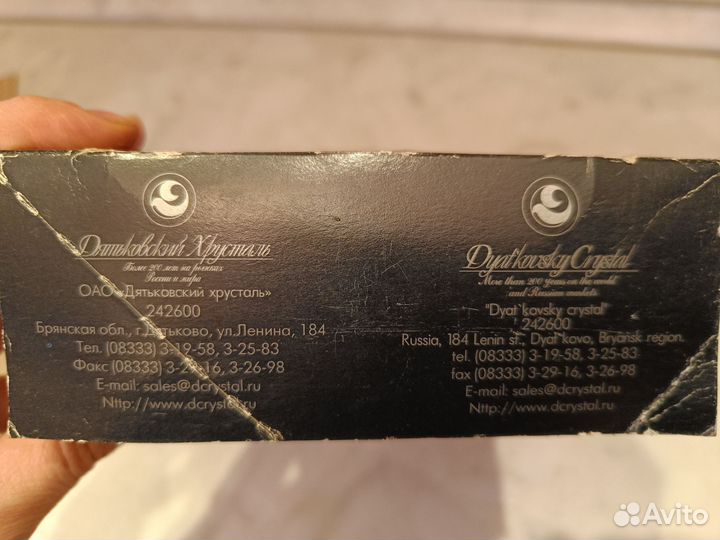 Дятьковский Хрусталь
Более 200 лет на рынках
России и мира
ОАО «Дятьковский хрусталь»
242600
Брянская обл., г.Дятьково, ул.Ленина, 184
Тел. (08333) 3-19-58, 3-25-83
Факс (08333) 3-29-16, 3-26-98
E-mail: sales@dcrystal.ru
Nttp://www.dcrystal.ru
Dyat'kovsky Crystal
More than 200 years on the world
and Russian markets
"Dyat'kovsky crystal"
242600
Russia, 184 Lenin st., Dyat'kovo, Bryansk region.
tel. (08333) 3-19-58, 3-25-83
fax (08333) 3-29-16, 3-26-98
E-mail: sales@dcrystal.ru
Nttp://www.dcrystal.ru
Avito